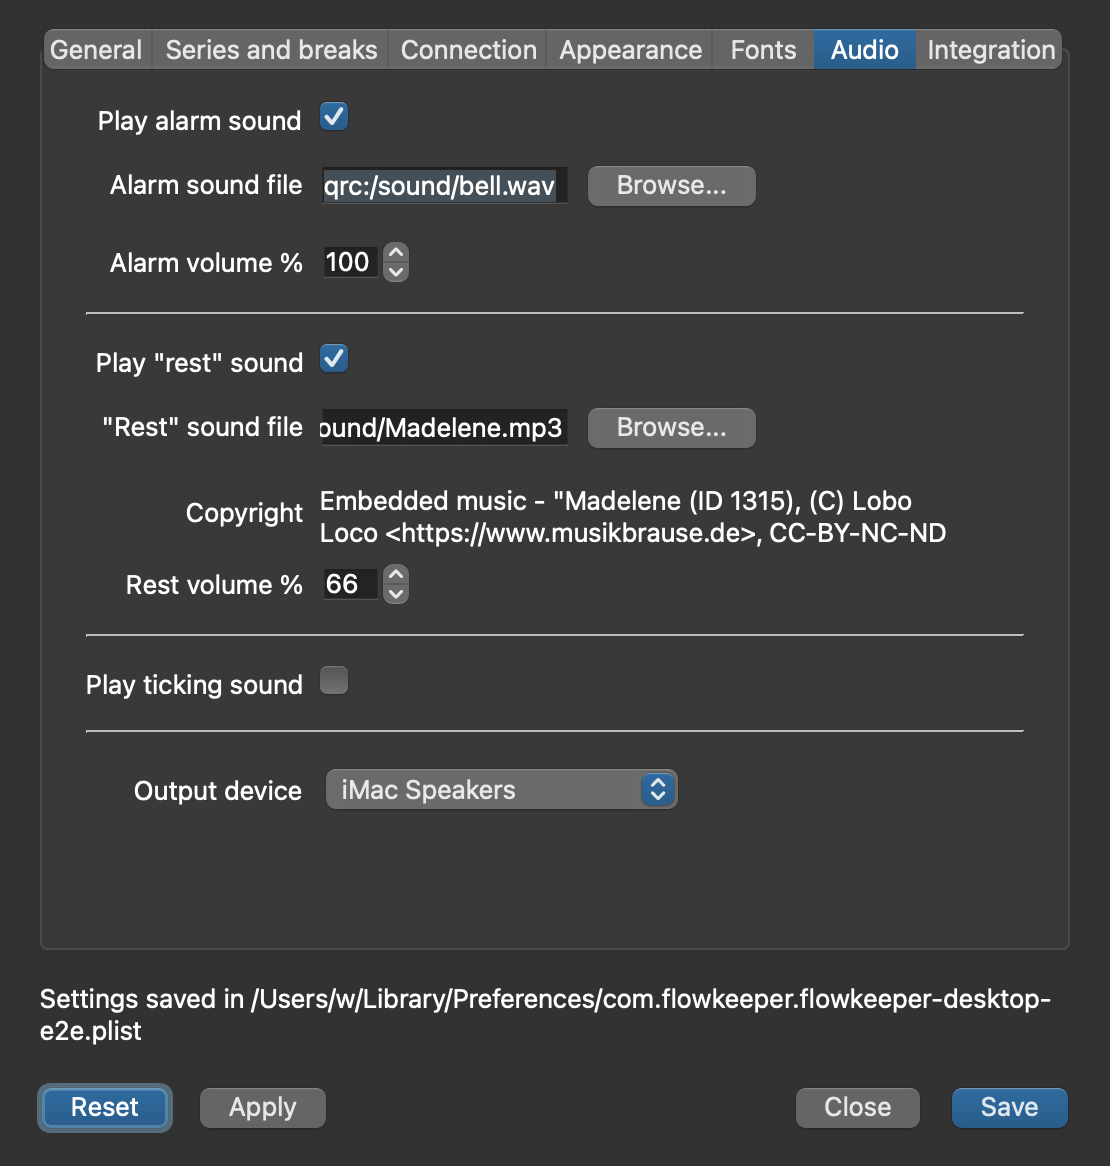 General Series and breaks Connection Appearance Fonts Audio Integration
Play alarm sound
Alarm sound file qrc:/sound/bell.wav Browse...
Alarm volume % 100
Play "rest" sound
"Rest" sound file ound/Madelene.mp3 Browse...
Copyright Embedded music - "Madelene (ID 1315), (C) Lobo
Loco <https://www.musikbrause.de>, CC-BY-NC-ND
Rest volume % 66
Play ticking sound
Output device iMac Speakers
Settings saved in /Users/w/Library/Preferences/com.flowkeeper.flowkeeper-desktop-
e2e.plist
Reset Apply Close Save